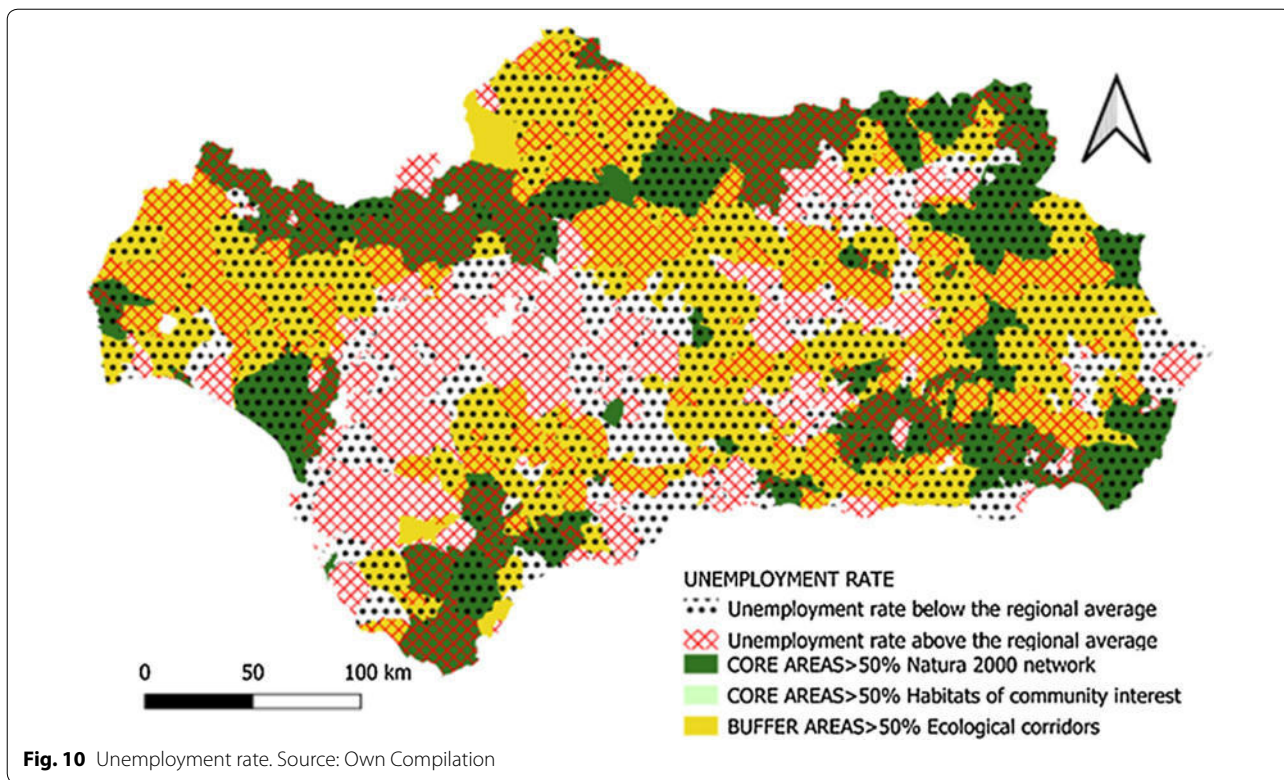 UNEMPLOYMENT RATE
Unemployment rate below the regional average
Unemployment rate above the regional average
CORE AREAS>50% Natura 2000 network
CORE AREAS>50% Habitats of community interest
BUFFER AREAS>50% Ecological corridors
0 50 100 km
Fig. 10 Unemployment rate. Source: Own Compilation